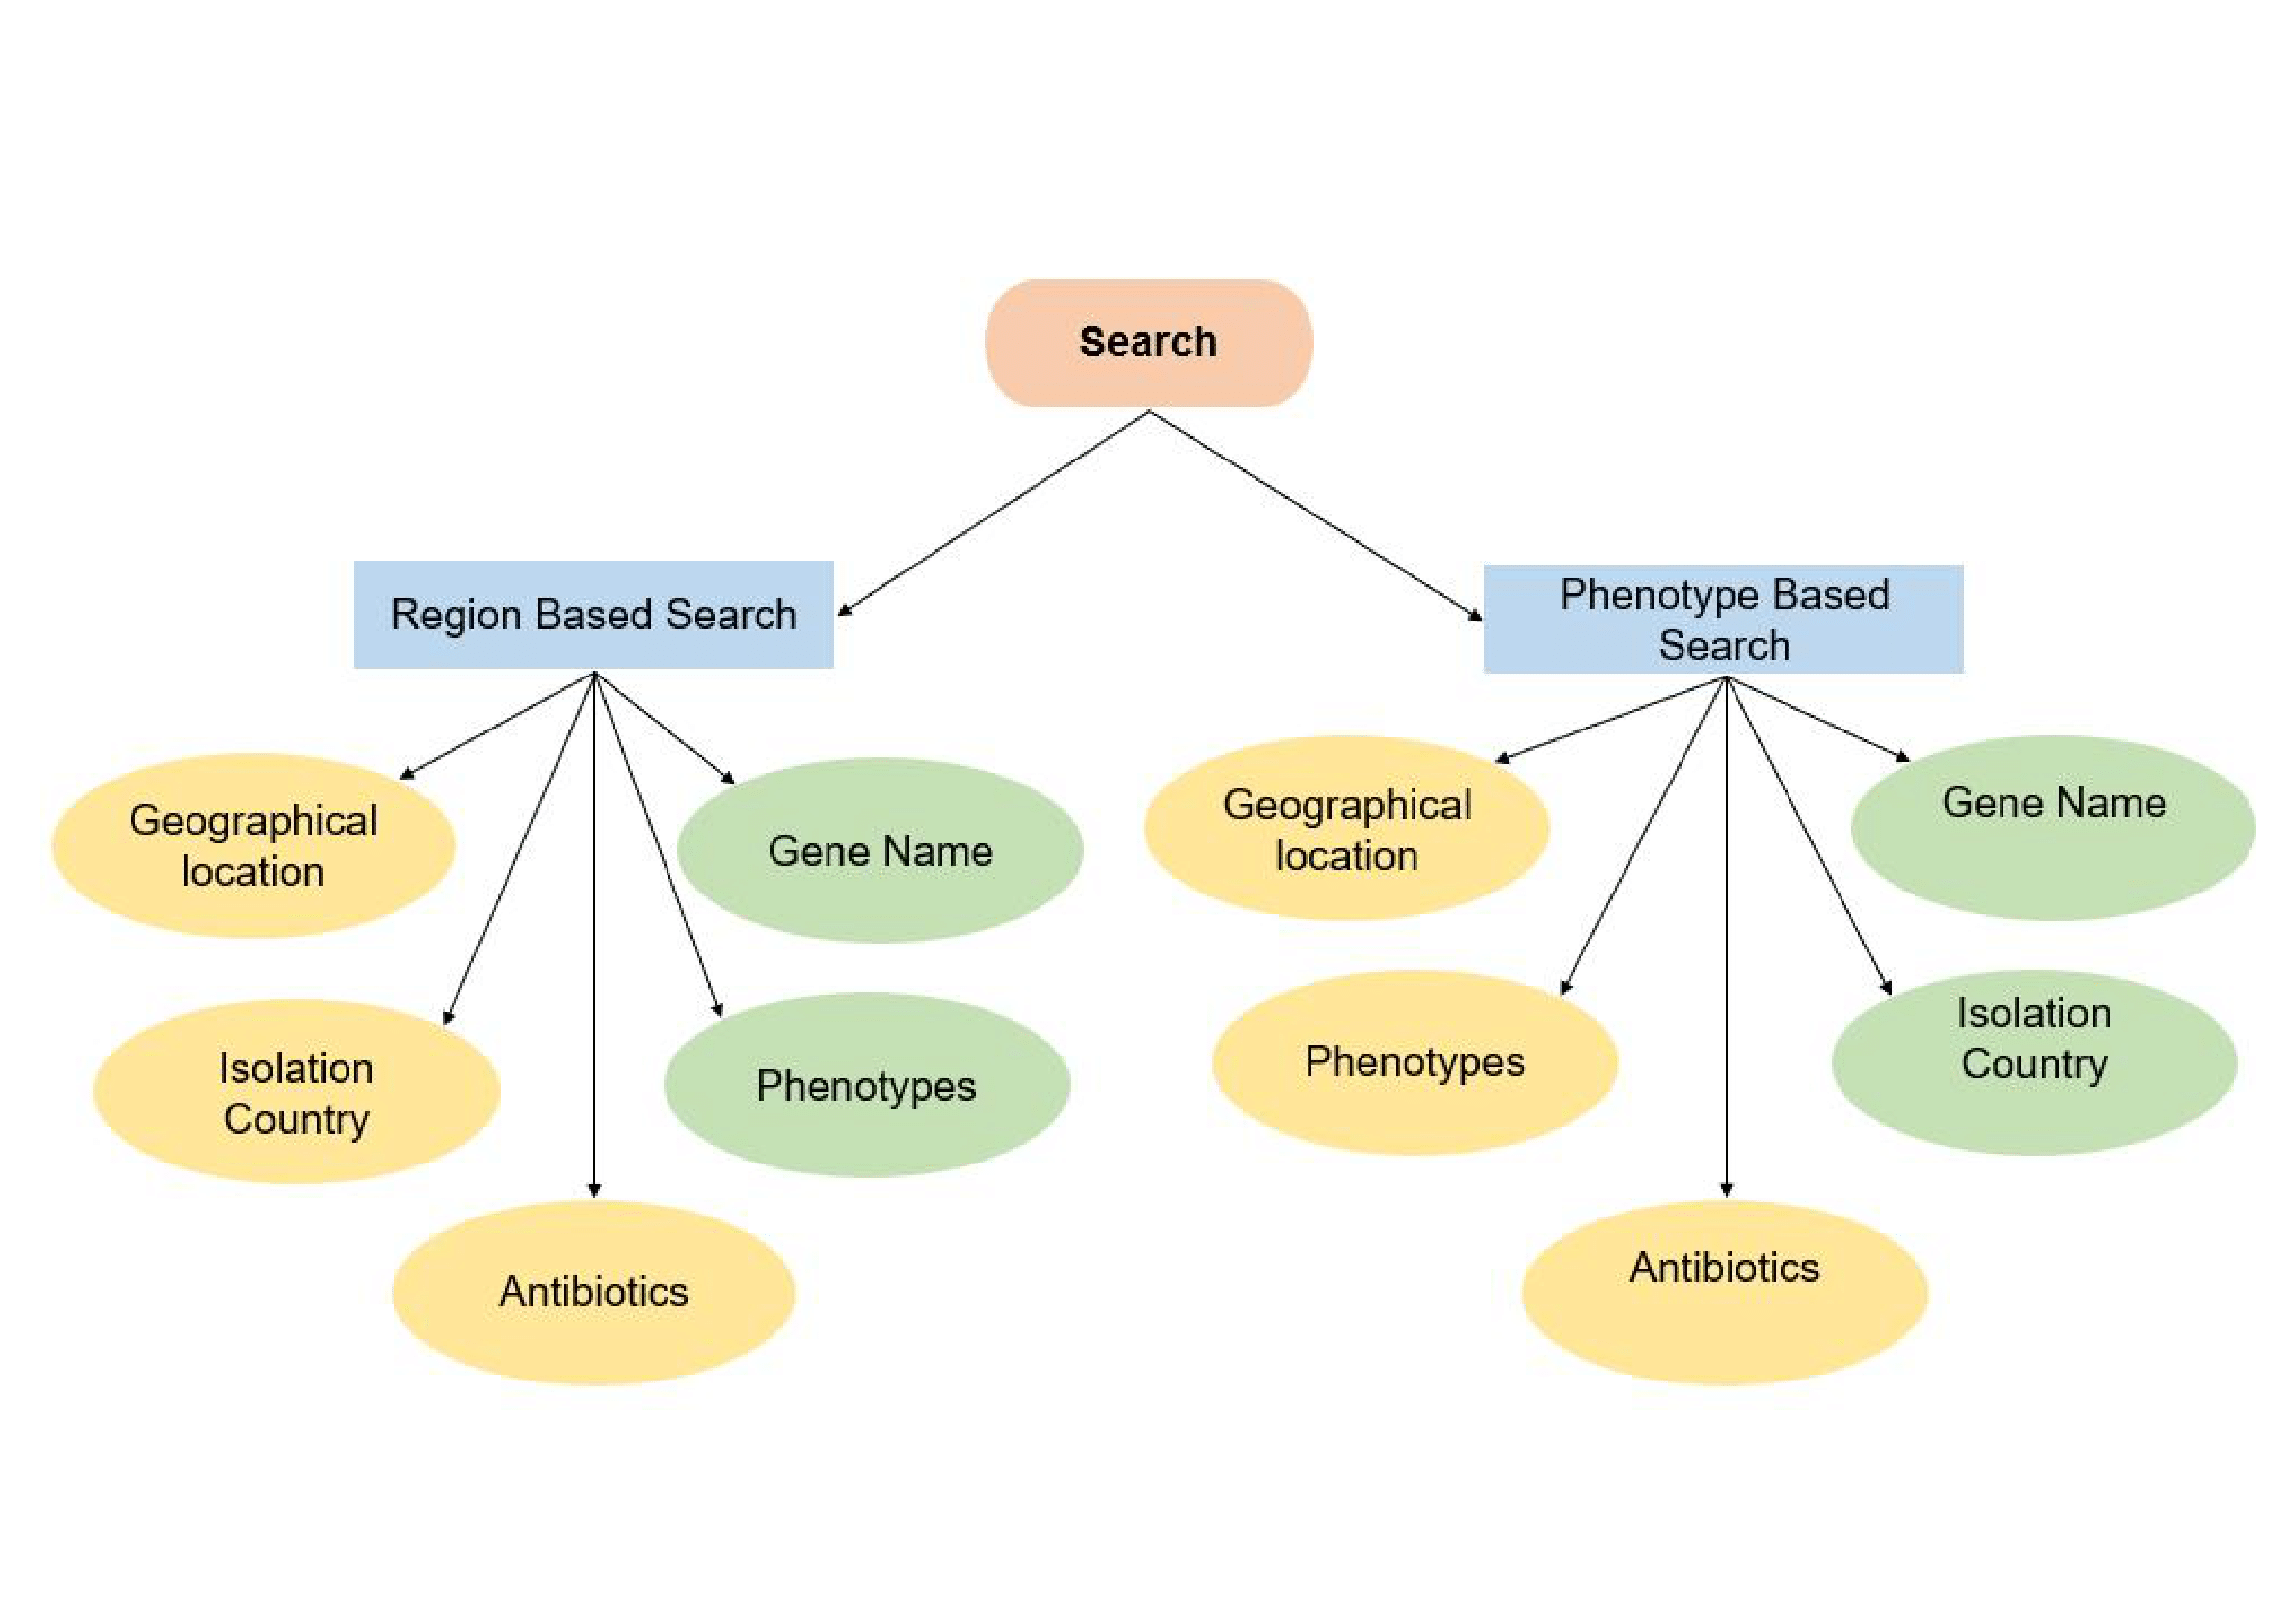 Search
Region Based Search
Phenotype Based
Search
Geographical
location
Gene Name
Isolation
Country
Phenotypes
Antibiotics
Geographical
location
Gene Name
Phenotypes
Isolation
Country
Antibiotics